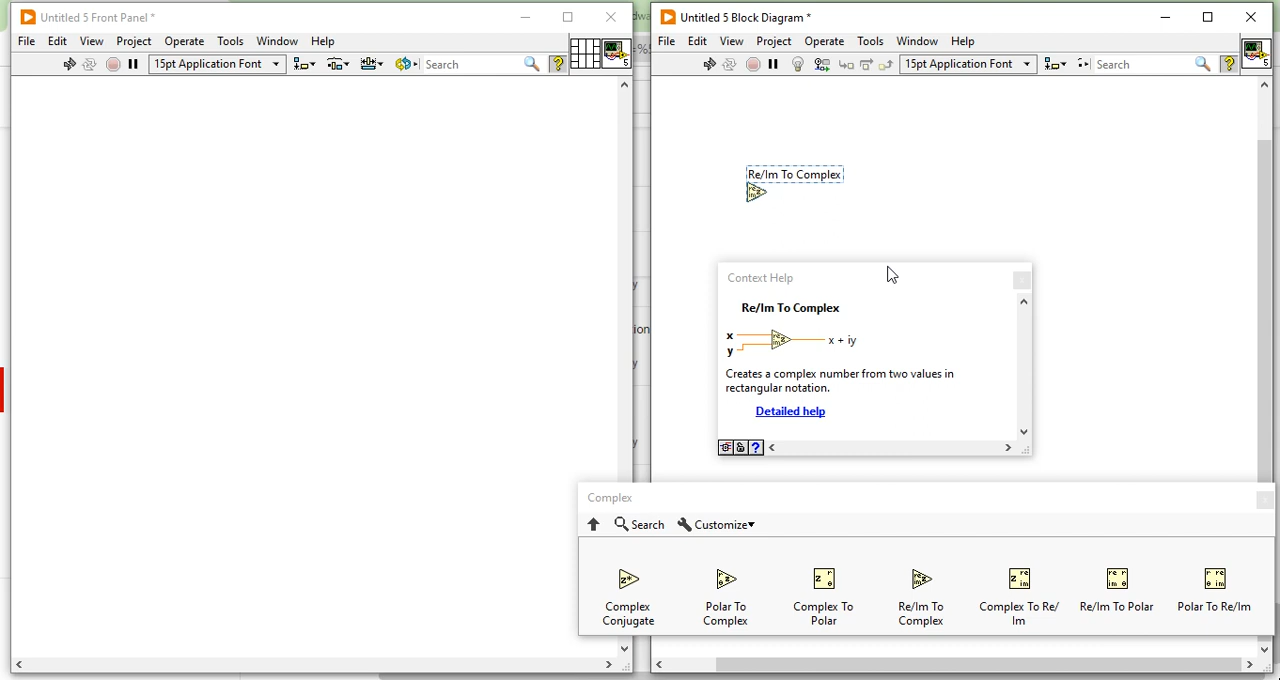 Untitled 5 Front Panel *
File Edit View Project Operate Tools Window Help
15pt Application Font
Search
5
Untitled 5 Block Diagram *
File Edit View Project Operate Tools Window Help
15pt Application Font
Search
5
Re/Im To Complex
Context Help
Re/Im To Complex
x
y
x + iy
Creates a complex number from two values in
rectangular notation.
Detailed help
Complex
Search Customize
Complex Conjugate
Polar To Complex
Complex To Polar
Re/Im To Complex
Complex To Re/ Im
Re/Im To Polar
Polar To Re/Im